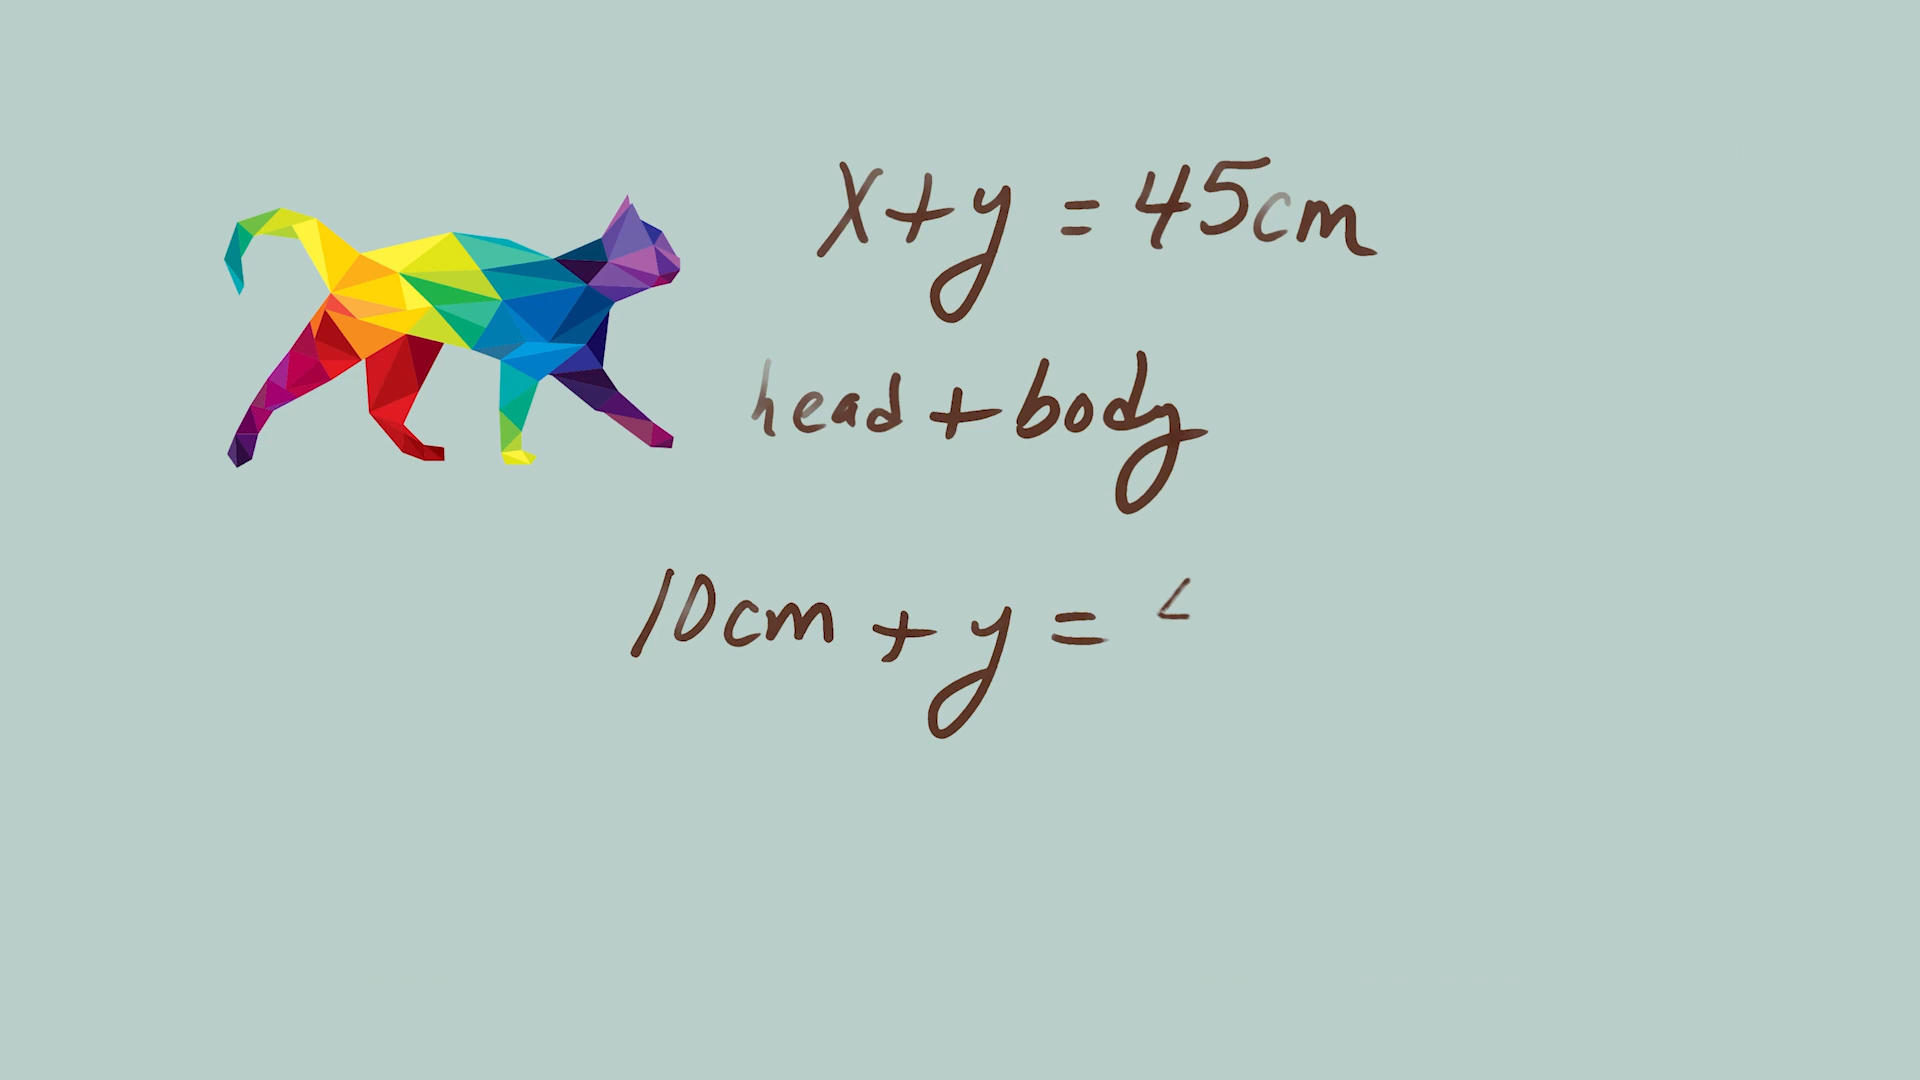 x+y = 45cm
head + body
10cm + y =